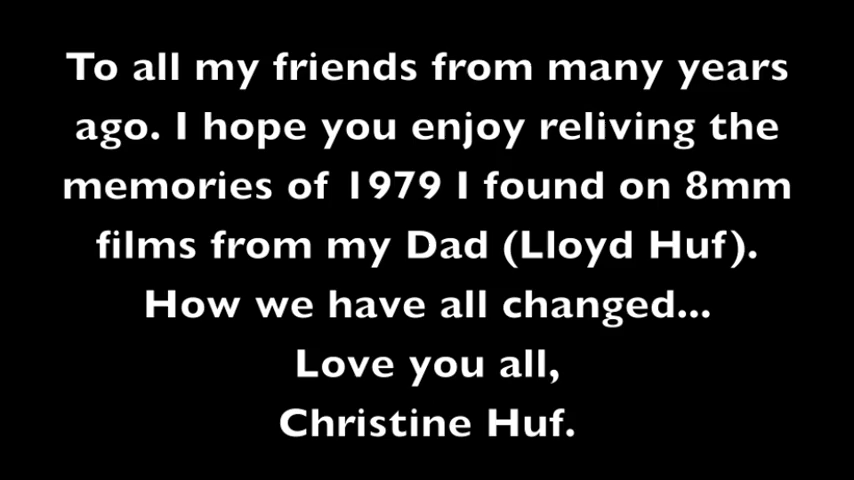 To all my friends from many years
ago. I hope you enjoy reliving the
memories of 1979 I found on 8mm
films from my Dad (Lloyd Huf).
How we have all changed...
Love you all,
Christine Huf.